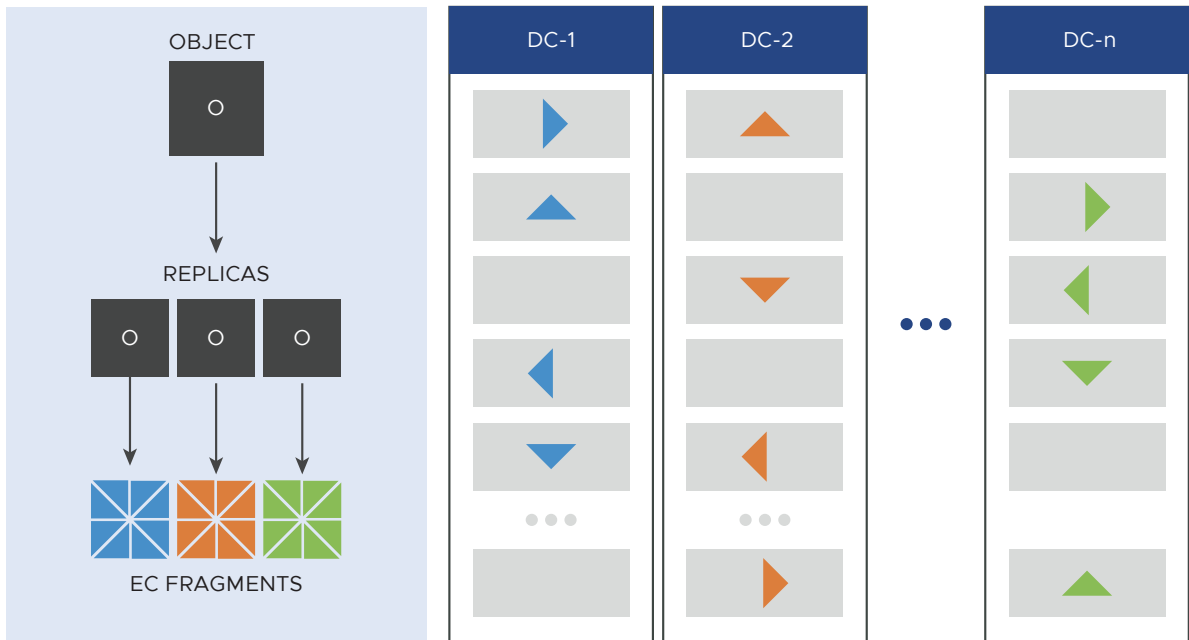 OBJECT
O
REPLICAS
O O O
EC FRAGMENTS
DC-1
DC-2
DC-n